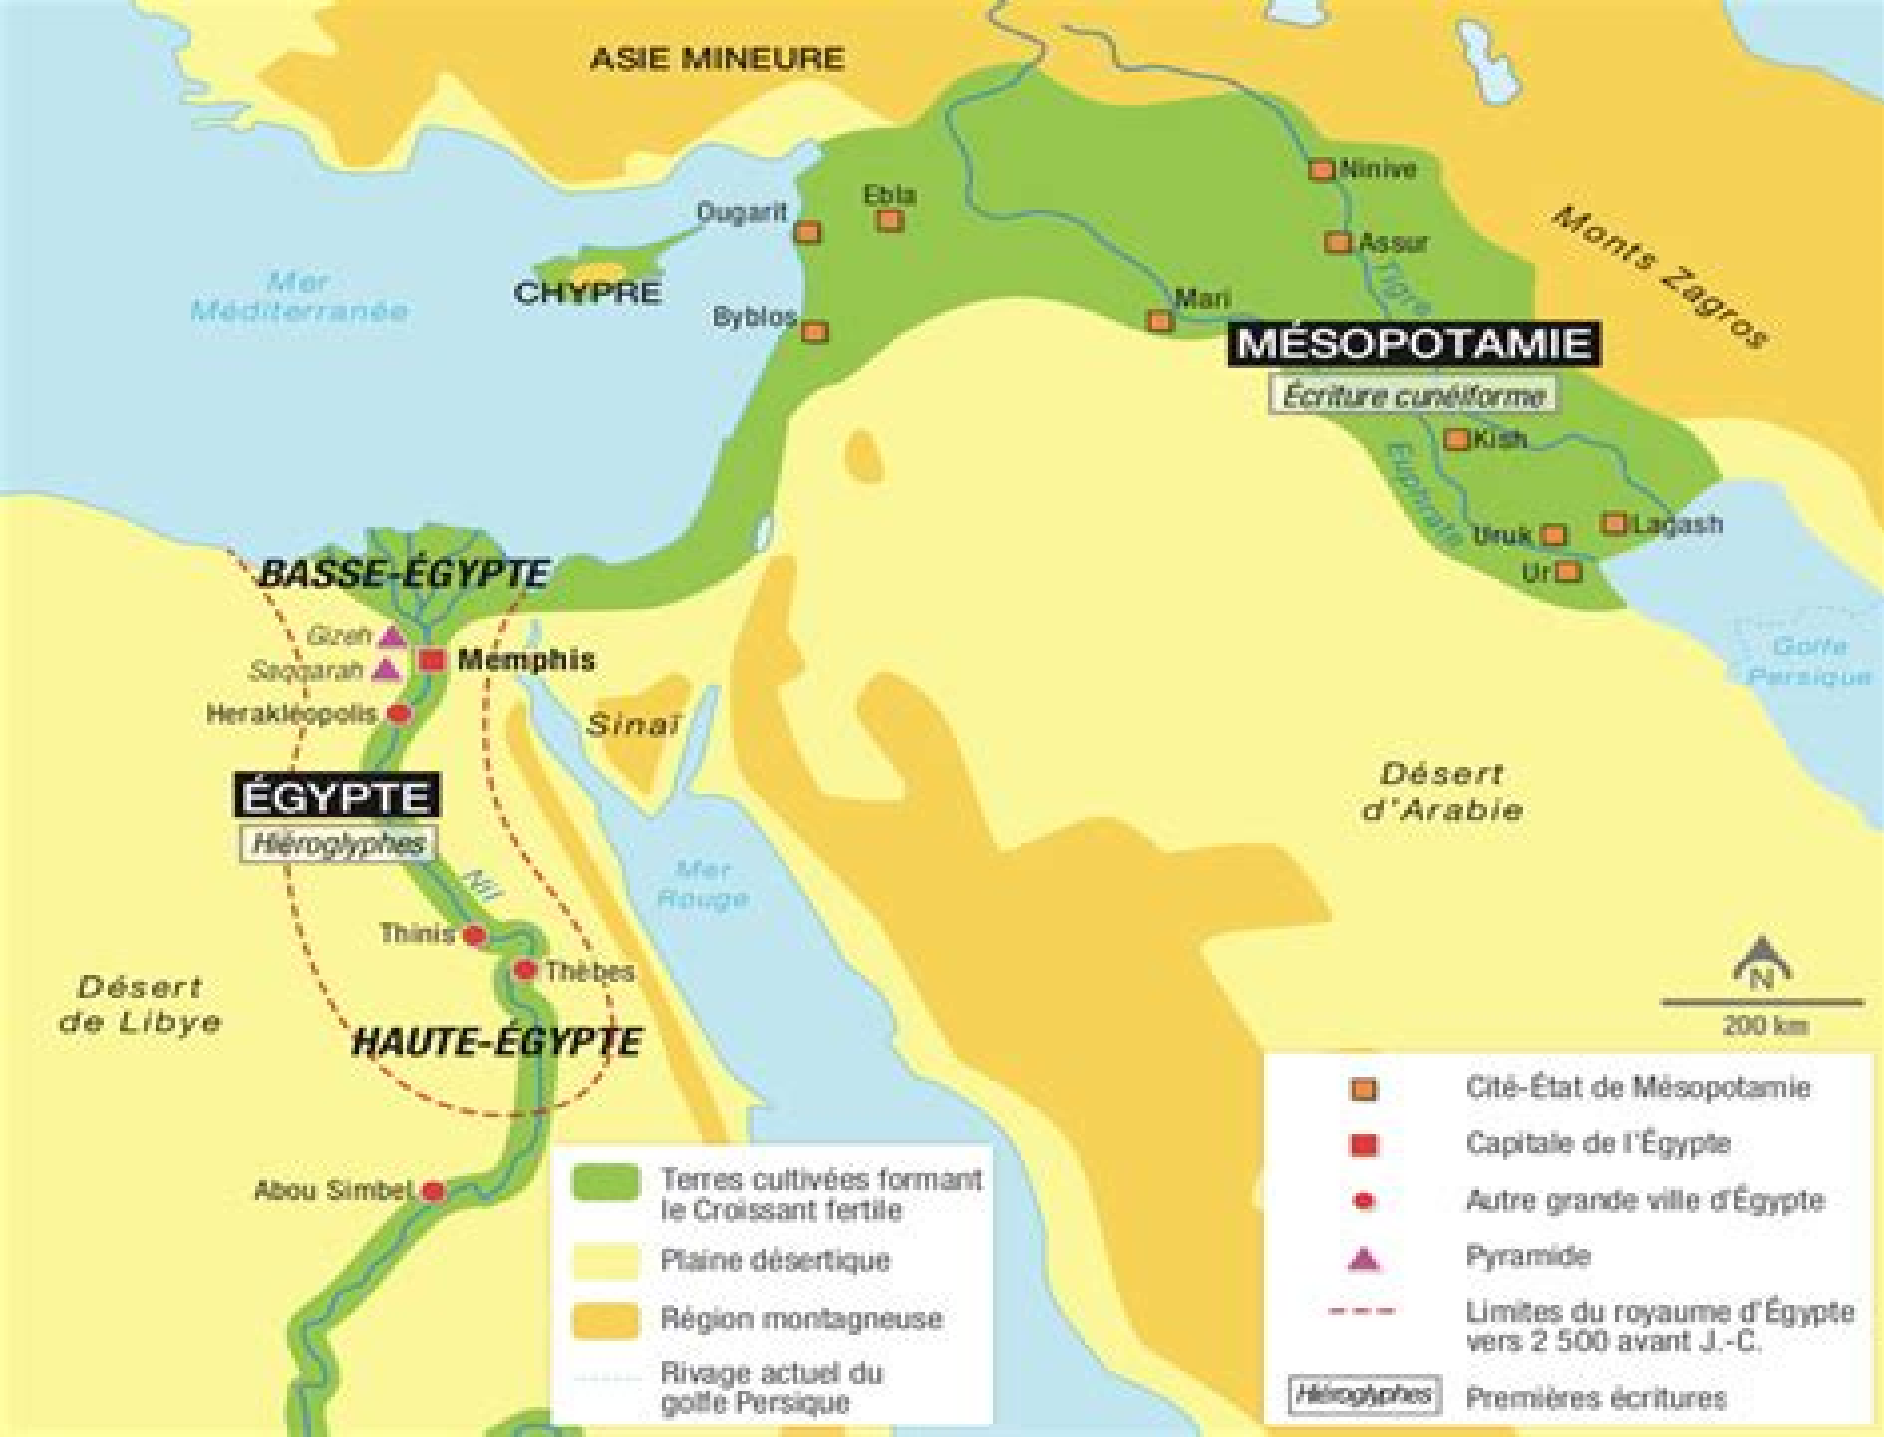 ASIE MINEURE
Ninive
Ebla
Ougarit
Assur
Monts Zagros
Tigre
CHYPRE
Mer
Méditerranée
Mari
Byblos
MÉSOPOTAMIE
Écriture cunéiforme
Kish
Euphrate
Lagash
Uruk
Ur
BASSE-ÉGYPTE
Gizeh
Memphis
Saqqarah
Golfe
Persique
Herakléopolis
Sinaï
ÉGYPTE
Hiéroglyphes
Désert
d'Arabie
Nil
Mer
Rouge
Thinis
Thèbes
Désert
de Libye
HAUTE-ÉGYPTE
N
200 km
Abou Simbel
Terres cultivées formant
le Croissant fertile
Plaine désertique
Région montagneuse
Rivage actuel du
golfe Persique
Cité-État de Mésopotamie
Capitale de l'Égypte
Autre grande ville d'Égypte
Pyramide
Limites du royaume d'Égypte
vers 2 500 avant J.-C.
Hiéroglyphes
Premières écritures